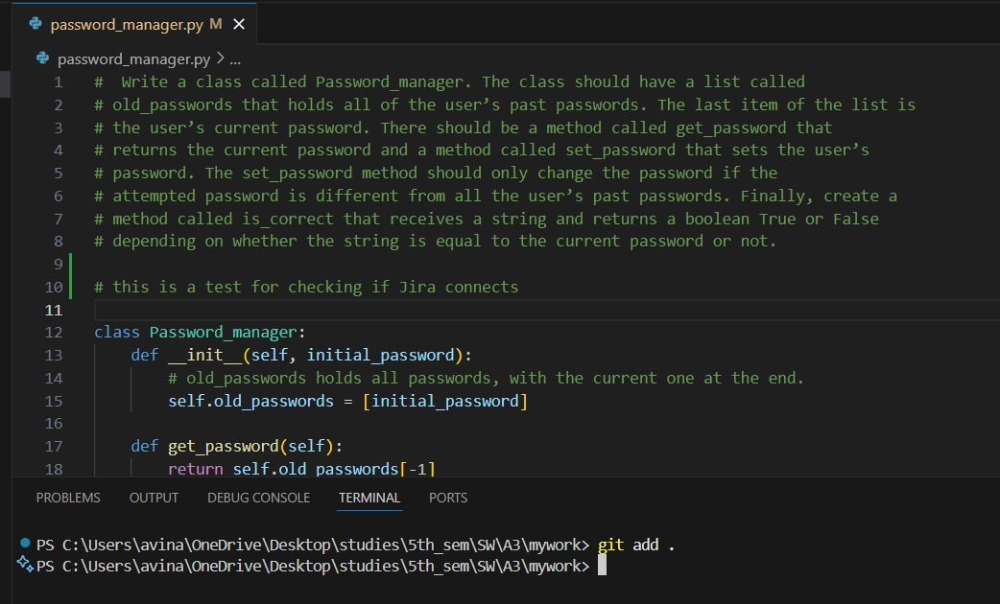 password_manager.py M
password_manager.py > ...
1 #  Write a class called Password_manager. The class should have a list called
2 # old_passwords that holds all of the user’s past passwords. The last item of the list is
3 # the user’s current password. There should be a method called get_password that
4 # returns the current password and a method called set_password that sets the user’s
5 # password. The set_password method should only change the password if the
6 # attempted password is different from all the user’s past passwords. Finally, create a
7 # method called is_correct that receives a string and returns a boolean True or False
8 # depending on whether the string is equal to the current password or not.
9
10 # this is a test for checking if Jira connects
11
12 class Password_manager:
13     def __init__(self, initial_password):
14         # old_passwords holds all passwords, with the current one at the end.
15         self.old_passwords = [initial_password]
16
17     def get_password(self):
18         return self.old_passwords[-1]
PROBLEMS OUTPUT DEBUG CONSOLE TERMINAL PORTS
PS C:\Users\avina\OneDrive\Desktop\studies\5th_sem\SW\A3\mywork> git add .
PS C:\Users\avina\OneDrive\Desktop\studies\5th_sem\SW\A3\mywork>